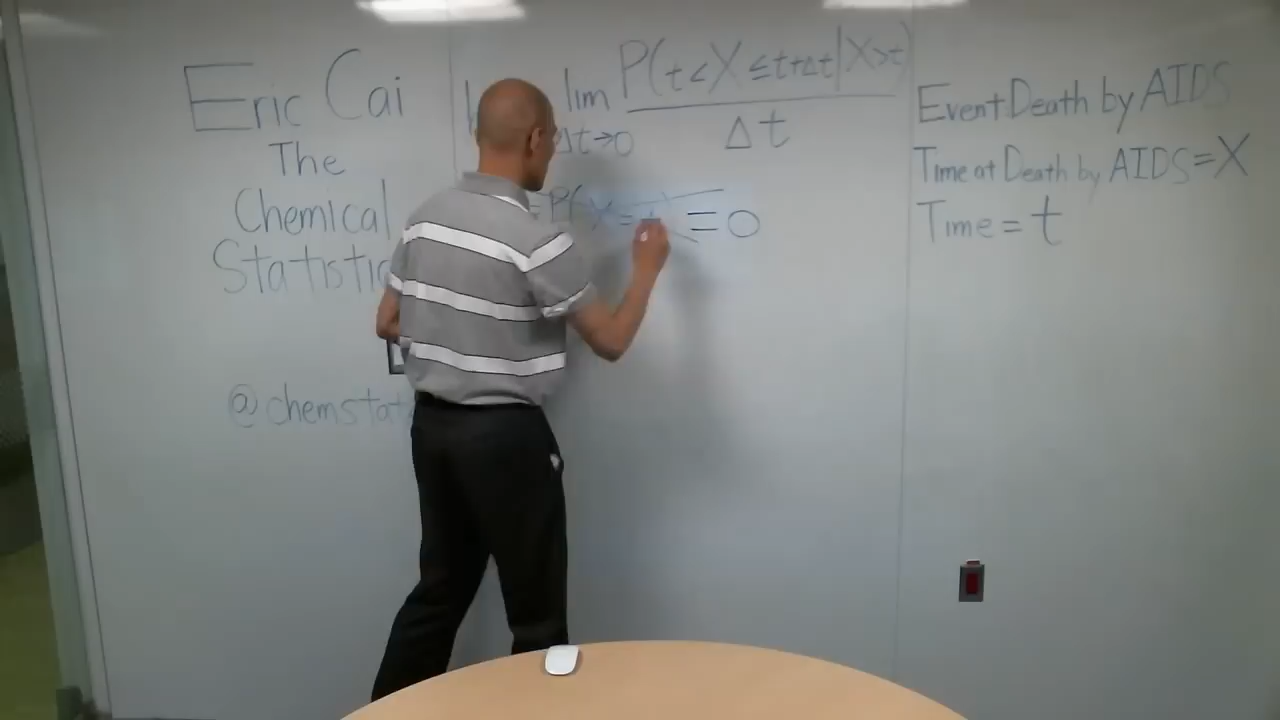 Eric Cai
The
Chemical
@chemstat
lim P(t<X≤t+Δt|X>t)
Δt→0 Δt
=P(X=t)=0
Event Death by AIDS
Time at Death by AIDS=X
Time = t